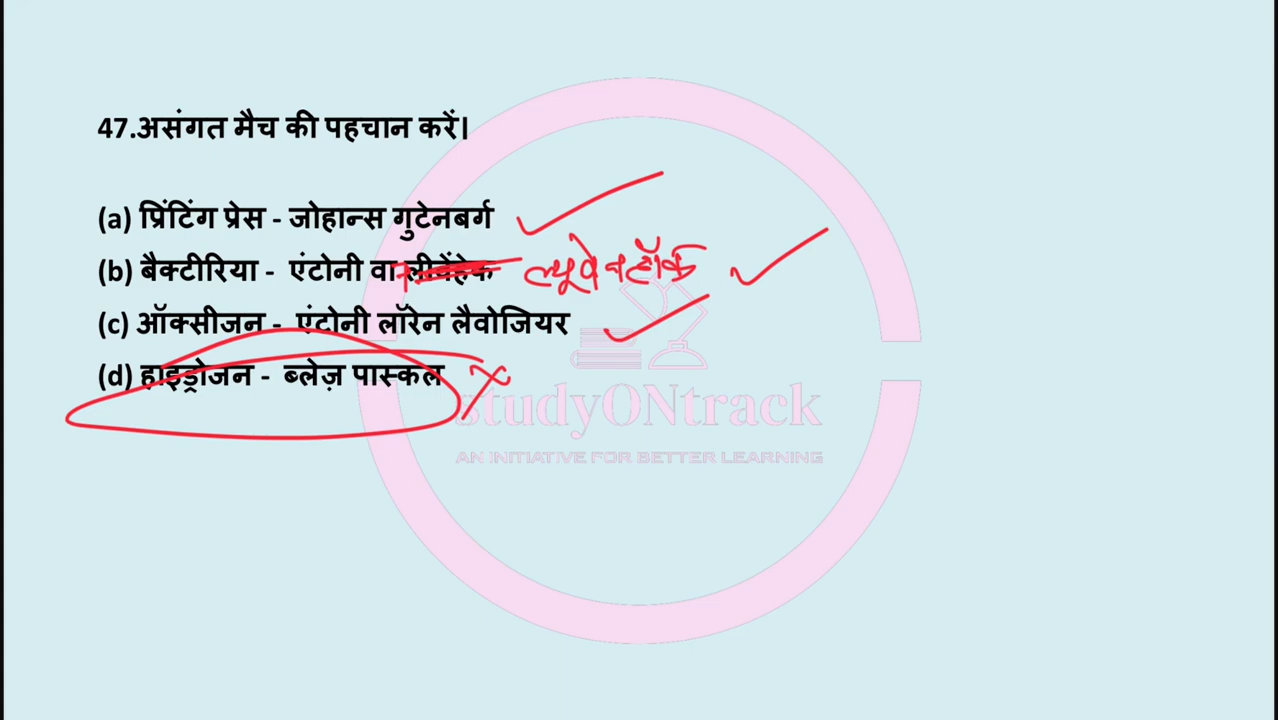 47.असंगत मैच की पहचान करें।
(a) प्रिंटिंग प्रेस - जोहान्स गुटेनबर्ग
(b) बैक्टीरिया - एंटोनी वा लीवेंहेक ल्यूवेनहॉक
(c) ऑक्सीजन - एंटोनी लॉरेन लैवोजियर
(d) हाइड्रोजन - ब्लेज़ पास्कल
studyONtrack
AN INITIATIVE FOR BETTER LEARNING